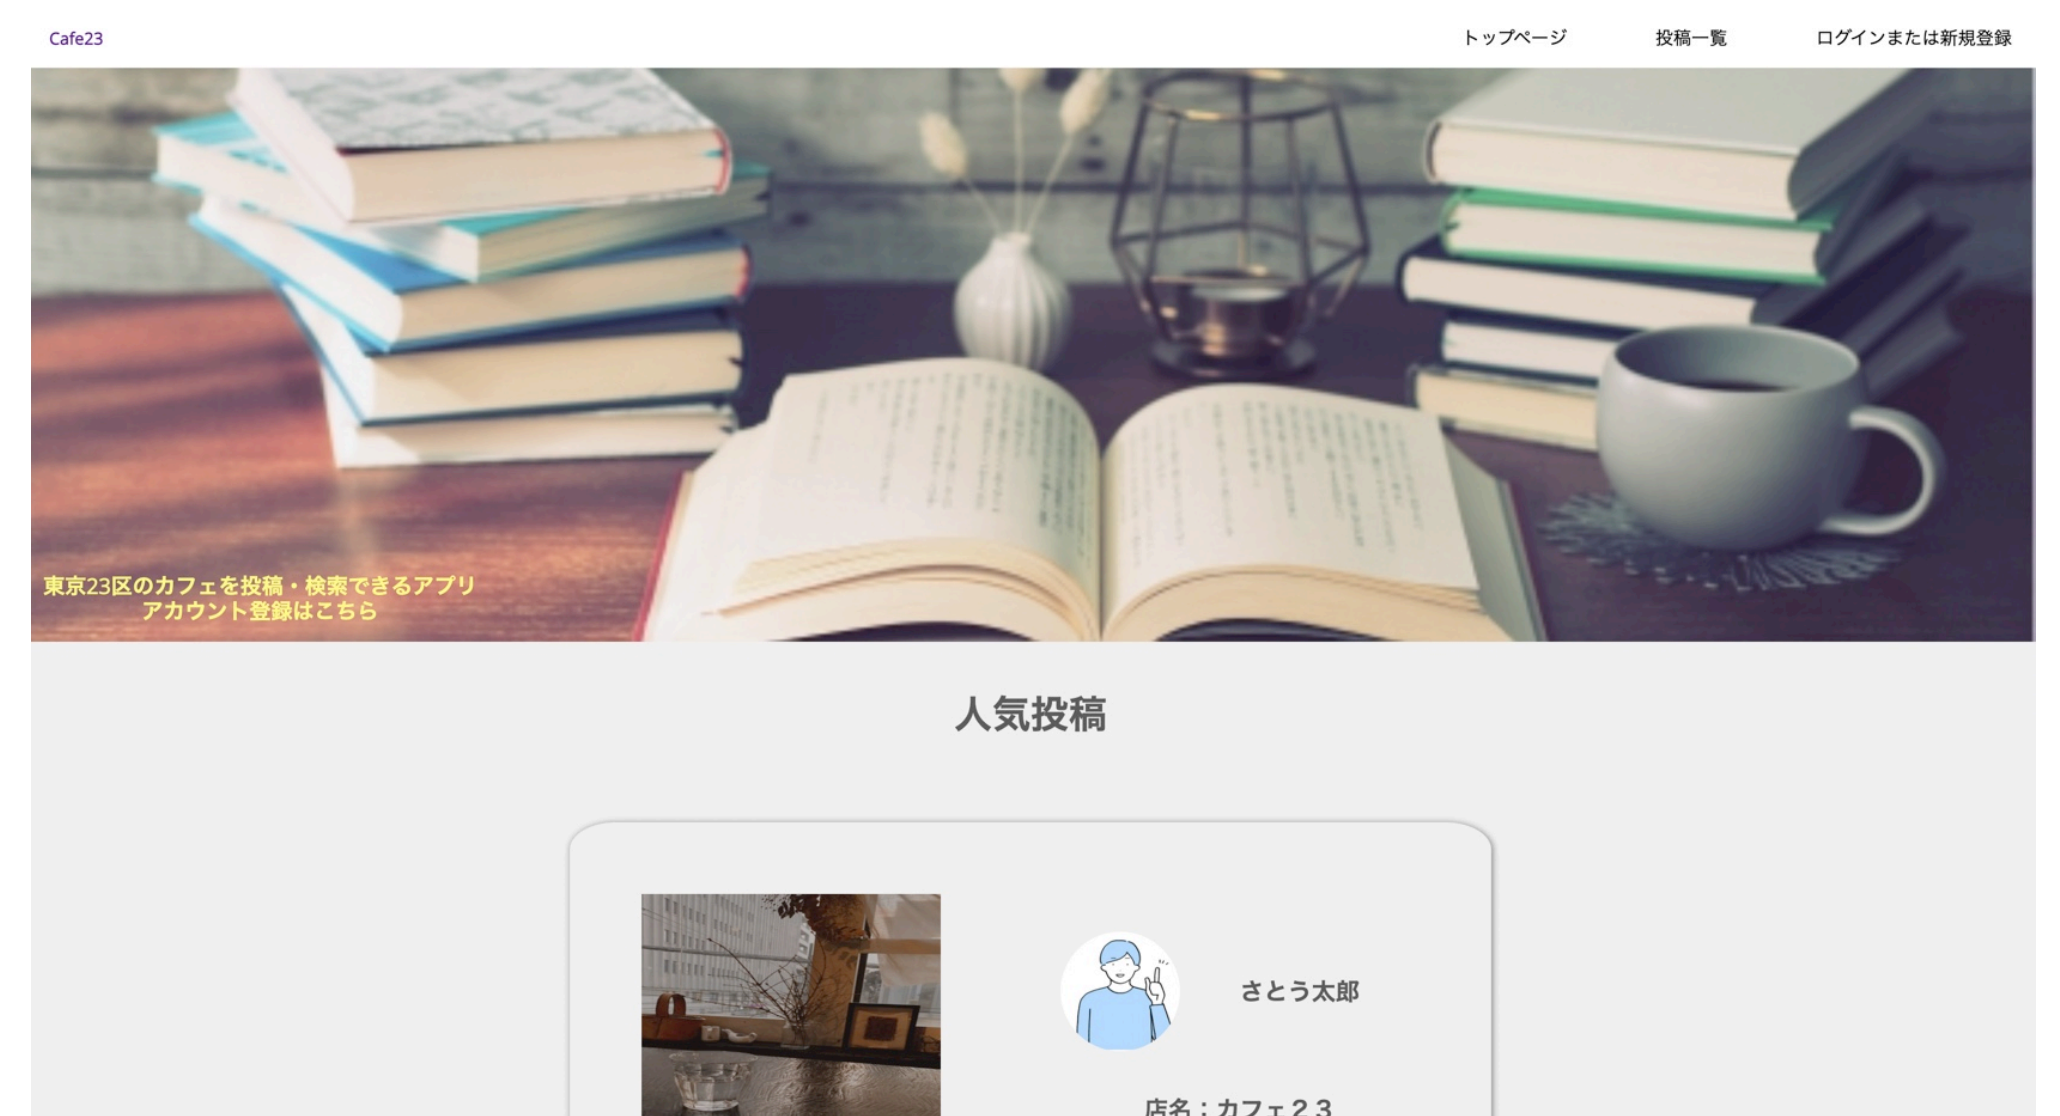 Cafe23
トップページ
投稿一覧
ログインまたは新規登録
東京23区のカフェを投稿・検索できるアプリ
アカウント登録はこちら
人気投稿
さとう太郎
店名：カフェ２３